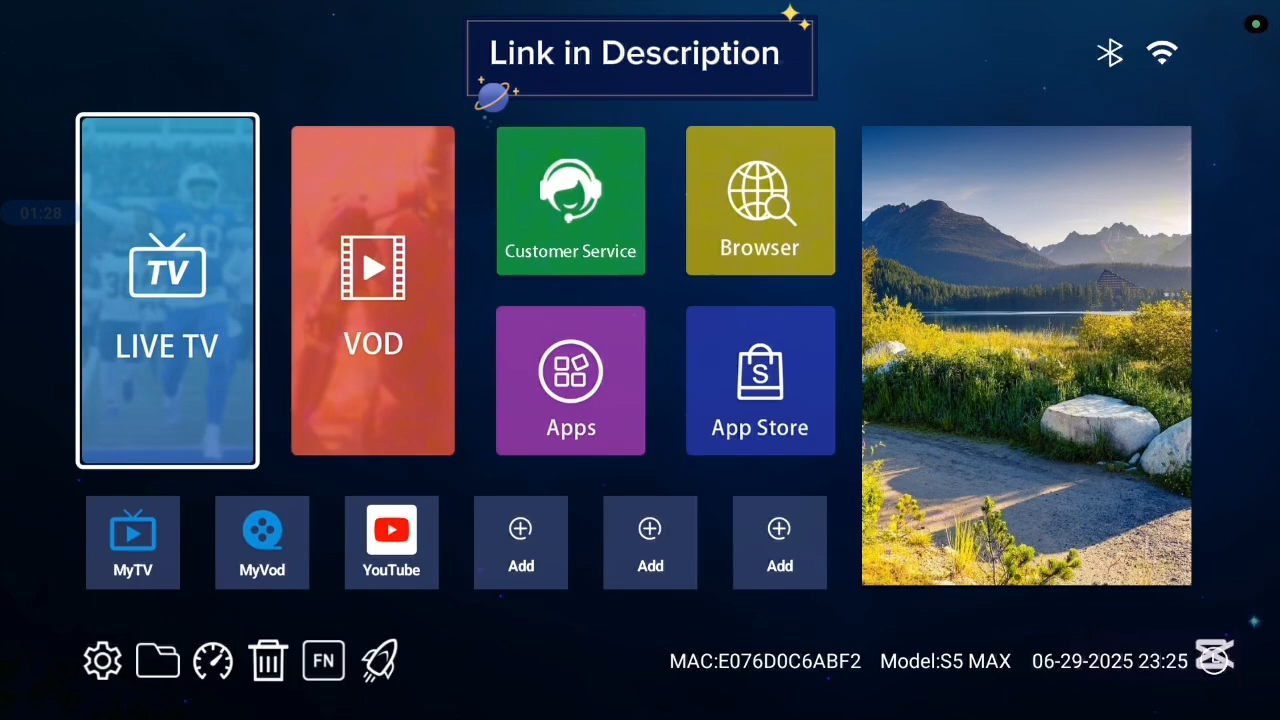 Link in Description
01:28
TV
LIVE TV
VOD
Customer Service
Browser
Apps
S
App Store
MyTV
MyVod
YouTube
Add
Add
Add
FN
MAC:E076D0C6ABF2 Model:S5 MAX 06-29-2025 23:25